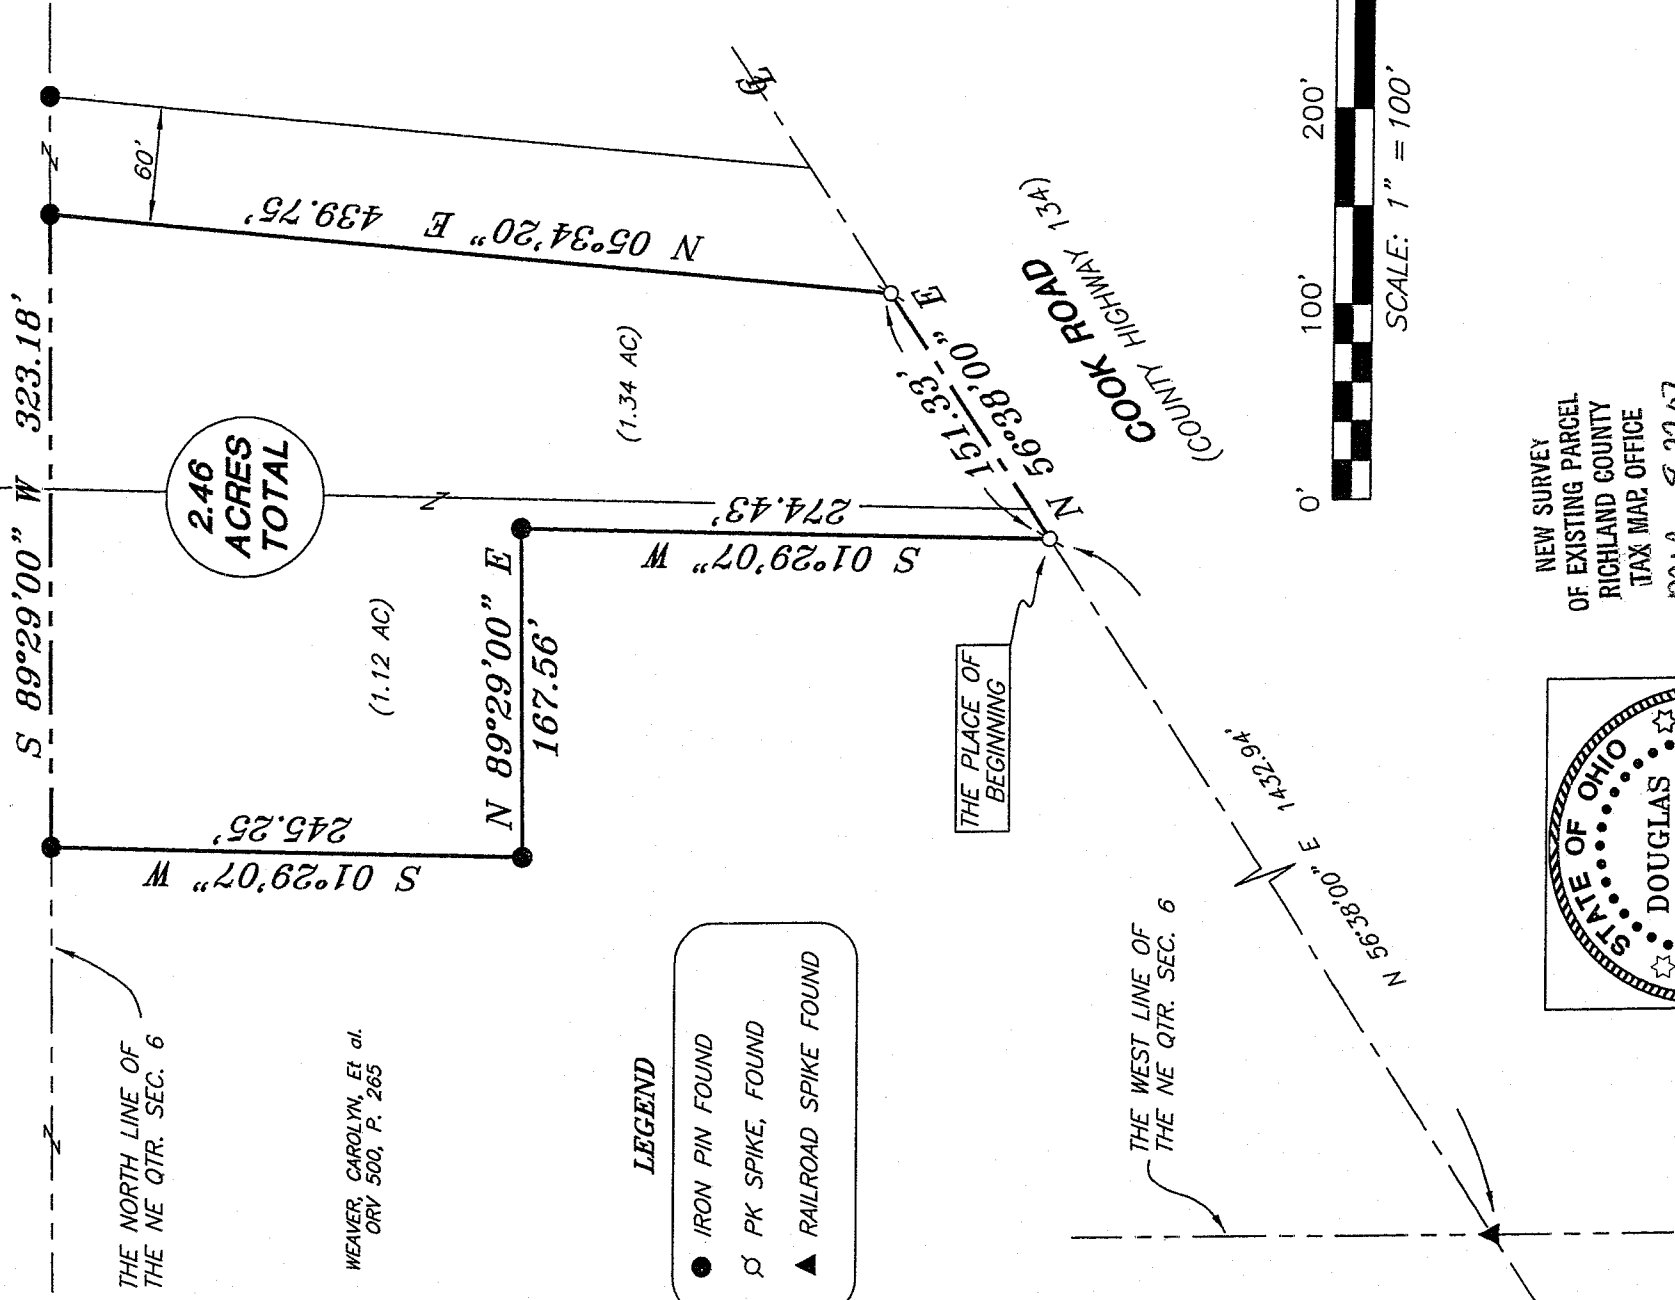 S 89°29'00" W 323.18'
60'
N 05°34'20" E 439.75'
2.46
ACRES
TOTAL
(1.34 AC)
(1.12 AC)
151.33'
N 56°38'00" E
COOK ROAD
(COUNTY HIGHWAY 134)
274.43'
S 01°29'07" W
N 89°29'00" E
167.56'
245.25'
S 01°29'07" W
THE PLACE OF
BEGINNING
N 56°38'00" E 1432.94'
THE NORTH LINE OF
THE NE QTR. SEC. 6
WEAVER, CAROLYN, Et al.
ORV 500, P. 265
LEGEND
IRON PIN FOUND
PK SPIKE, FOUND
RAILROAD SPIKE FOUND
THE WEST LINE OF
THE NE QTR. SEC. 6
0' 100' 200'
SCALE: 1" = 100'
NEW SURVEY
OF EXISTING PARCEL
RICHLAND COUNTY
TAX MAP OFFICE
STATE OF OHIO
DOUGLAS